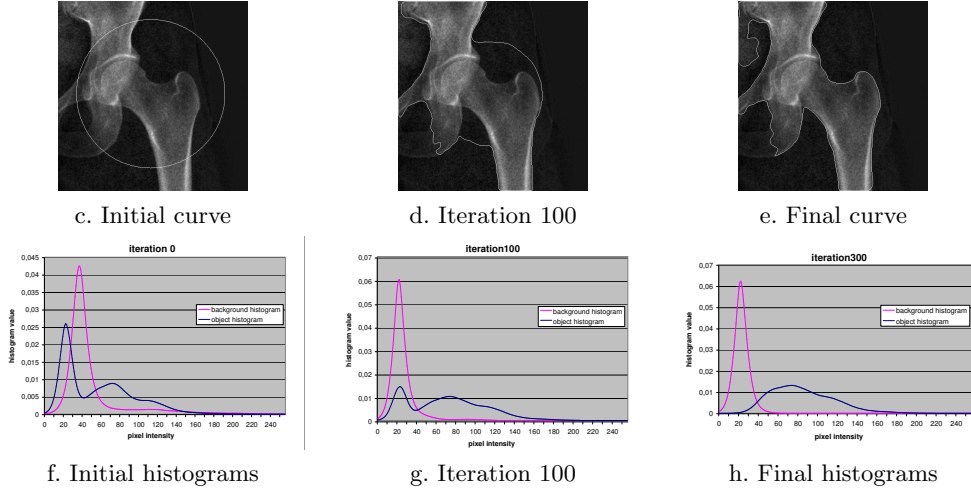 c. Initial curve
d. Iteration 100
e. Final curve
iteration 0
0,045
0,04
0,035
0,03
0,025
0,02
0,015
0,01
0,005
0
histogram value
background histogram
object histogram
0 20 40 60 80 100 120 140 160 180 200 220 240
pixel intensity
iteration100
0,07
0,06
0,05
0,04
0,03
0,02
0,01
0
histogram value
background histogram
object histogram
0 20 40 60 80 100 120 140 160 180 200 220 240
pixel intensity
iteration300
0,07
0,06
0,05
0,04
0,03
0,02
0,01
0
histogram value
background histogram
object histogram
0 20 40 60 80 100 120 140 160 180 200 220 240
pixel intensity
f. Initial histograms
g. Iteration 100
h. Final histograms